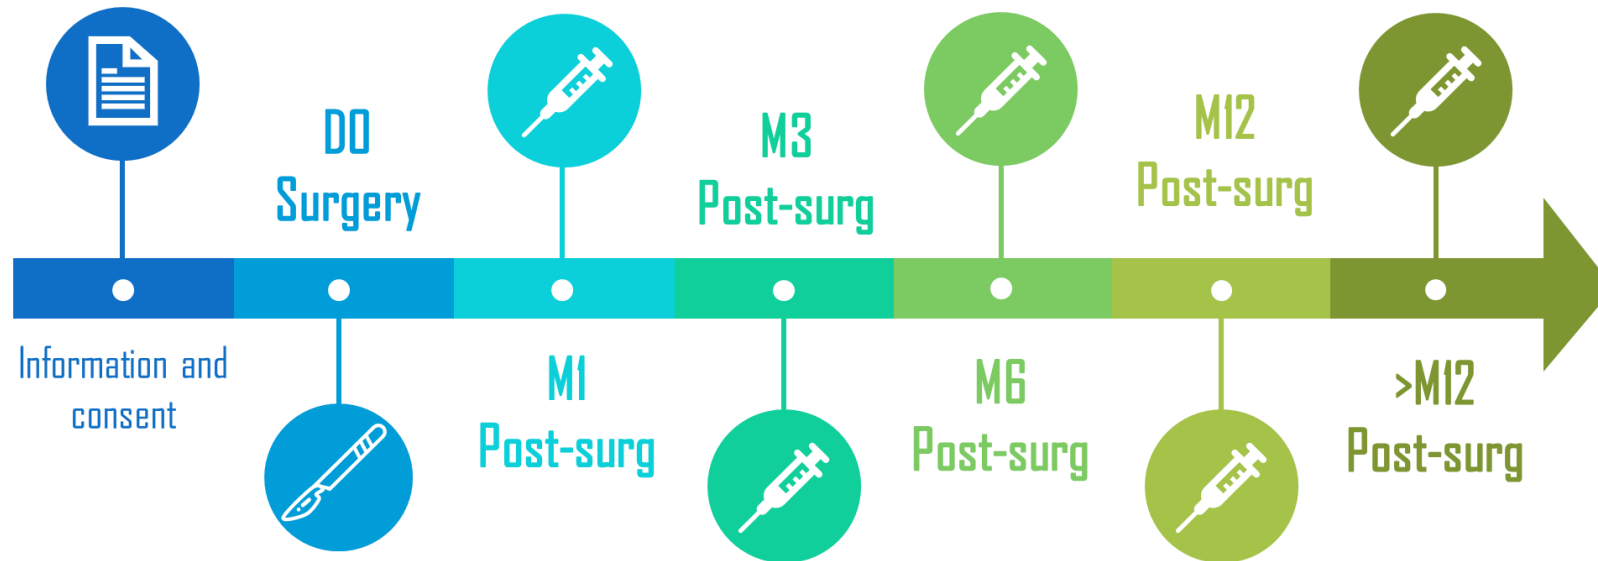 Information and
consent
D0
Surgery
M1
Post-surg
M3
Post-surg
M6
Post-surg
M12
Post-surg
>M12
Post-surg